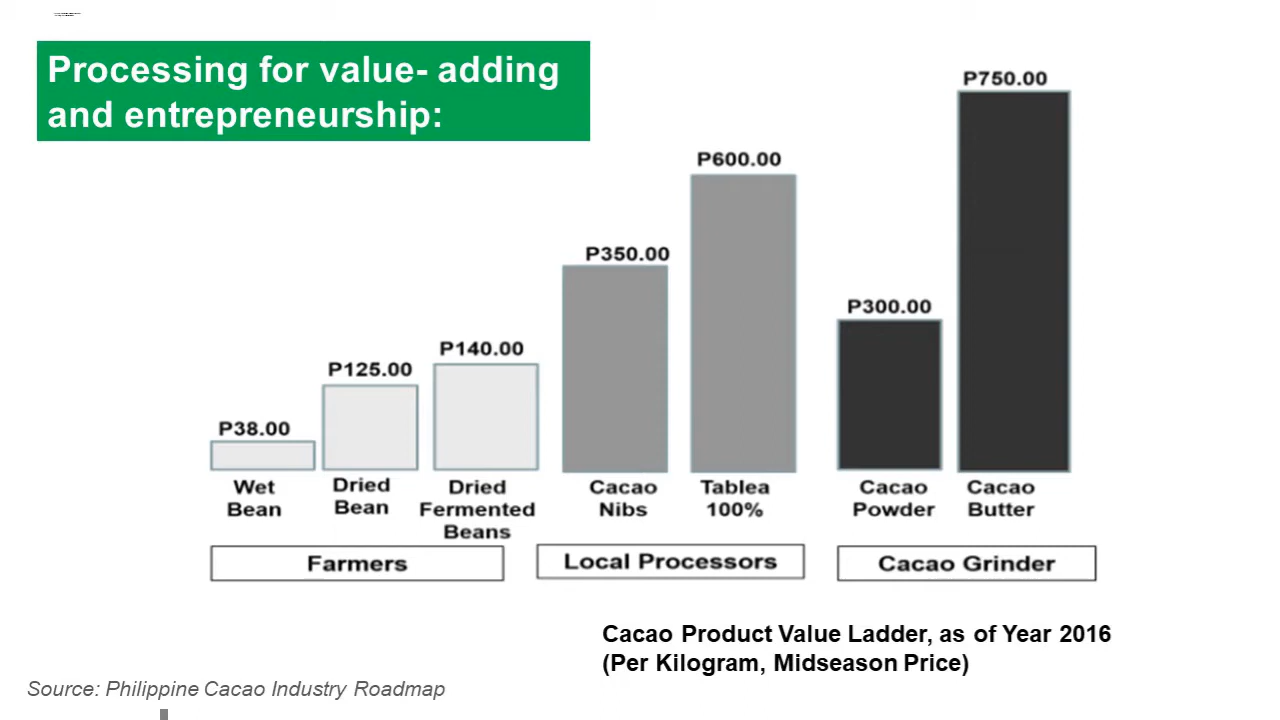 Processing for value- adding
and entrepreneurship:
P38.00
P125.00
P140.00
P350.00
P600.00
P300.00
P750.00
Wet
Bean
Dried
Bean
Dried
Fermented
Beans
Cacao
Nibs
Tablea
100%
Cacao
Powder
Cacao
Butter
Farmers
Local Processors
Cacao Grinder
Cacao Product Value Ladder, as of Year 2016
(Per Kilogram, Midseason Price)
Source: Philippine Cacao Industry Roadmap